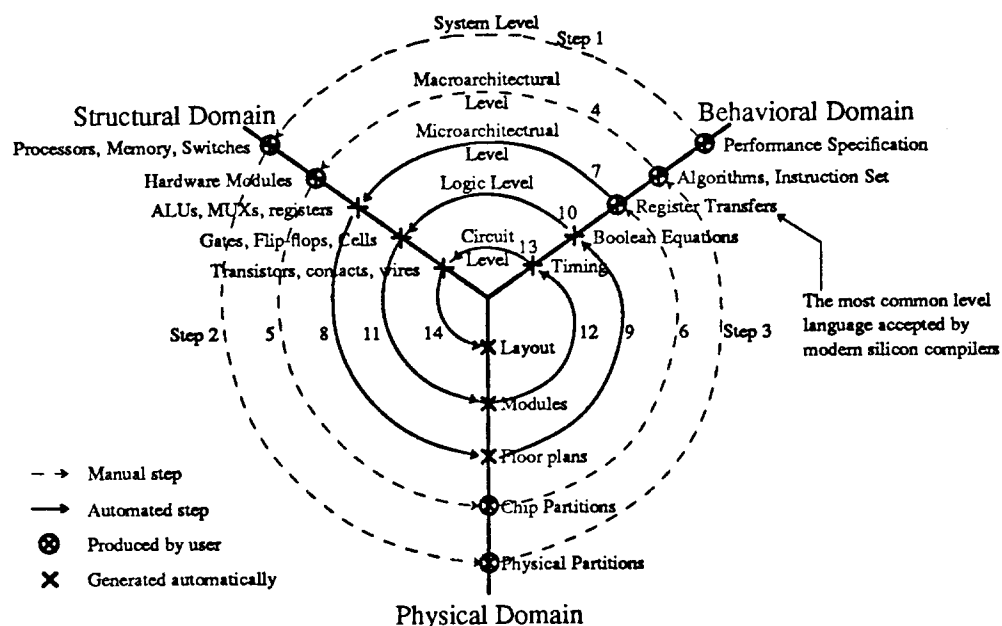 System Level
Step 1
Macroarchitectural
Level
4
Structural Domain
Behavioral Domain
Microarchitectrual
Level
Processors, Memory, Switches
Performance Specification
7
Hardware Modules
Algorithms, Instruction Set
Logic Level
ALUs, MUXs, registers
10
Register Transfers
Gates, Flip-flops, Cells
Circuit
Level
13
Boolean Equations
Transistors, contacts, wires
Timing
The most common level
language accepted by
modern silicon compilers
Step 2
5
8
11
14
12
9
6
Step 3
Layout
Modules
Floor plans
Manual step
Chip Partitions
Automated step
Produced by user
Physical Partitions
Generated automatically
Physical Domain